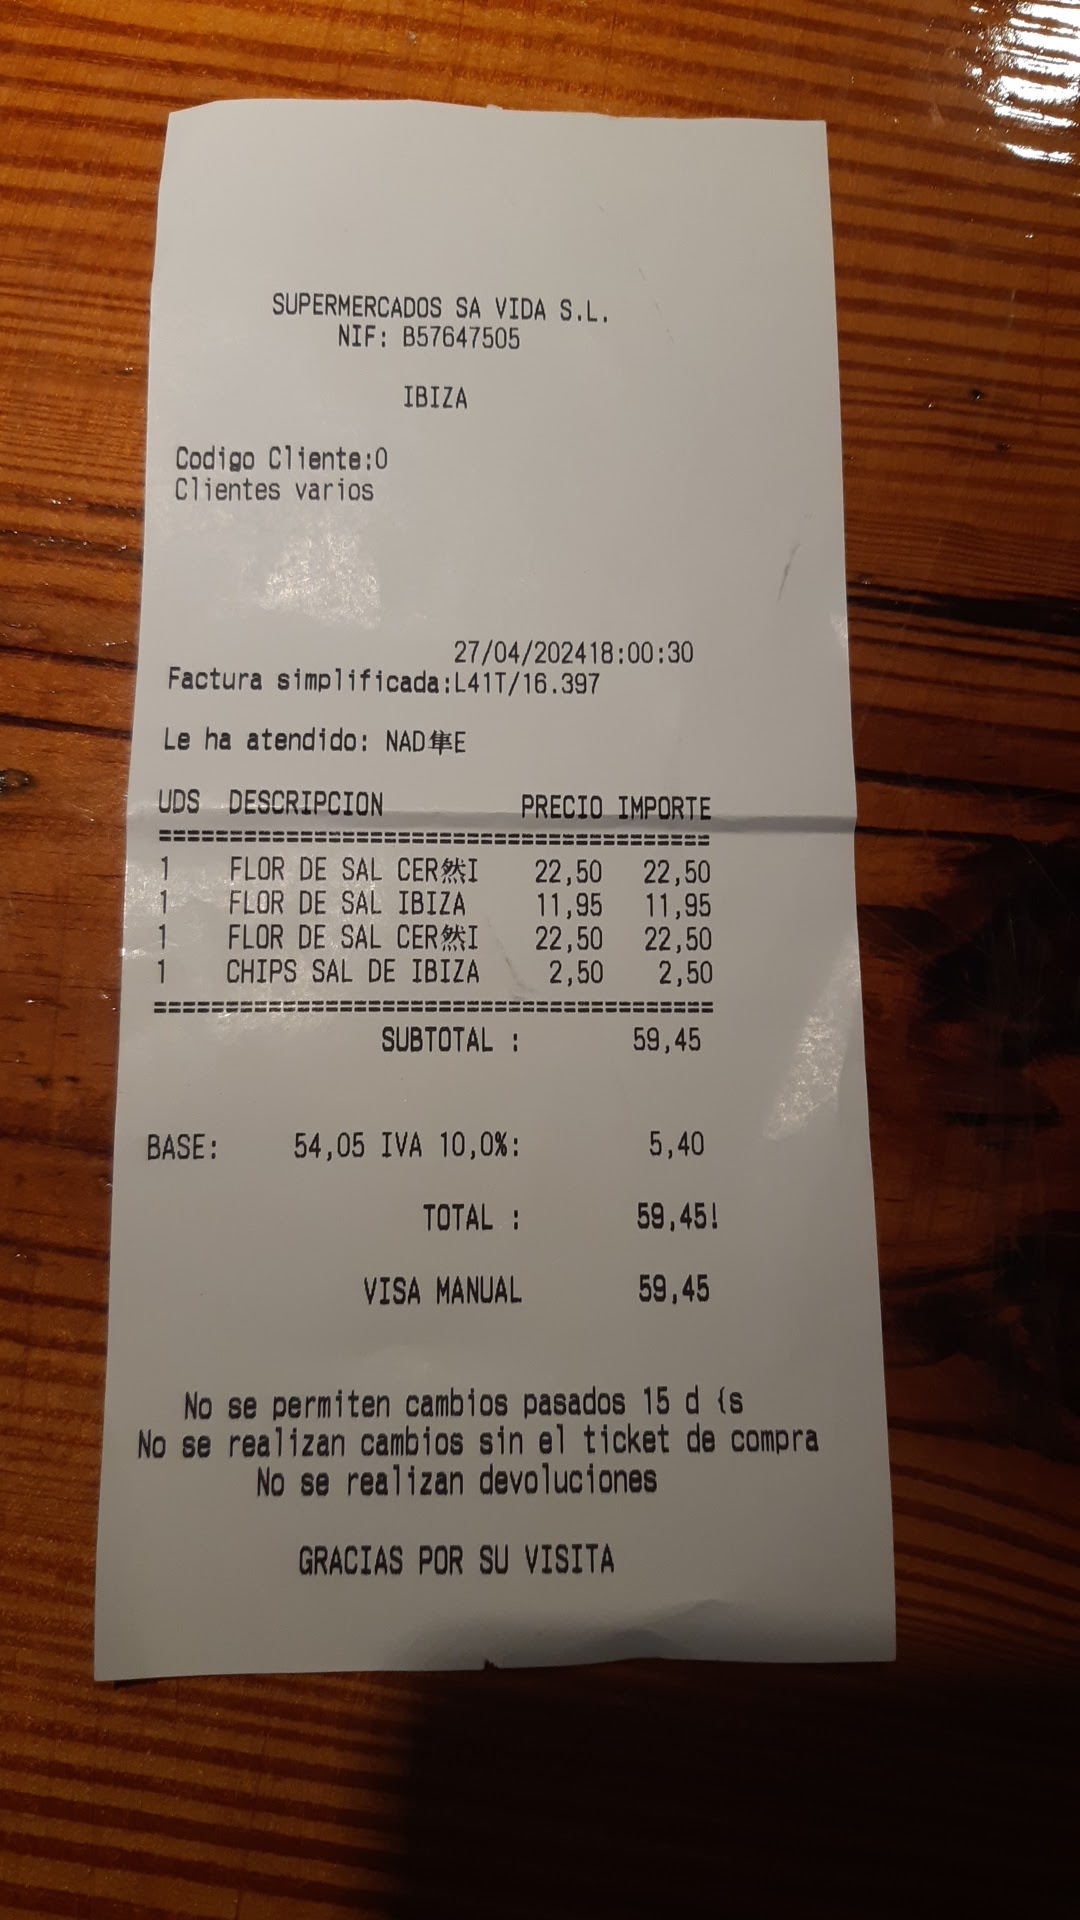 SUPERMERCADOS SA VIDA S.L.
NIF: B57647505
IBIZA
Codigo Cliente:0
Clientes varios
27/04/202418:00:30
Factura simplificada:L41T/16.397
Le ha atendido: NAD隼E
UDS DESCRIPCION PRECIO IMPORTE
========================================
1 FLOR DE SAL CER然I 22,50 22,50
1 FLOR DE SAL IBIZA 11,95 11,95
1 FLOR DE SAL CER然I 22,50 22,50
1 CHIPS SAL DE IBIZA 2,50 2,50
========================================
SUBTOTAL : 59,45
BASE: 54,05 IVA 10,0%: 5,40
TOTAL : 59,45!
VISA MANUAL 59,45
No se permiten cambios pasados 15 d {s
No se realizan cambios sin el ticket de compra
No se realizan devoluciones
GRACIAS POR SU VISITA